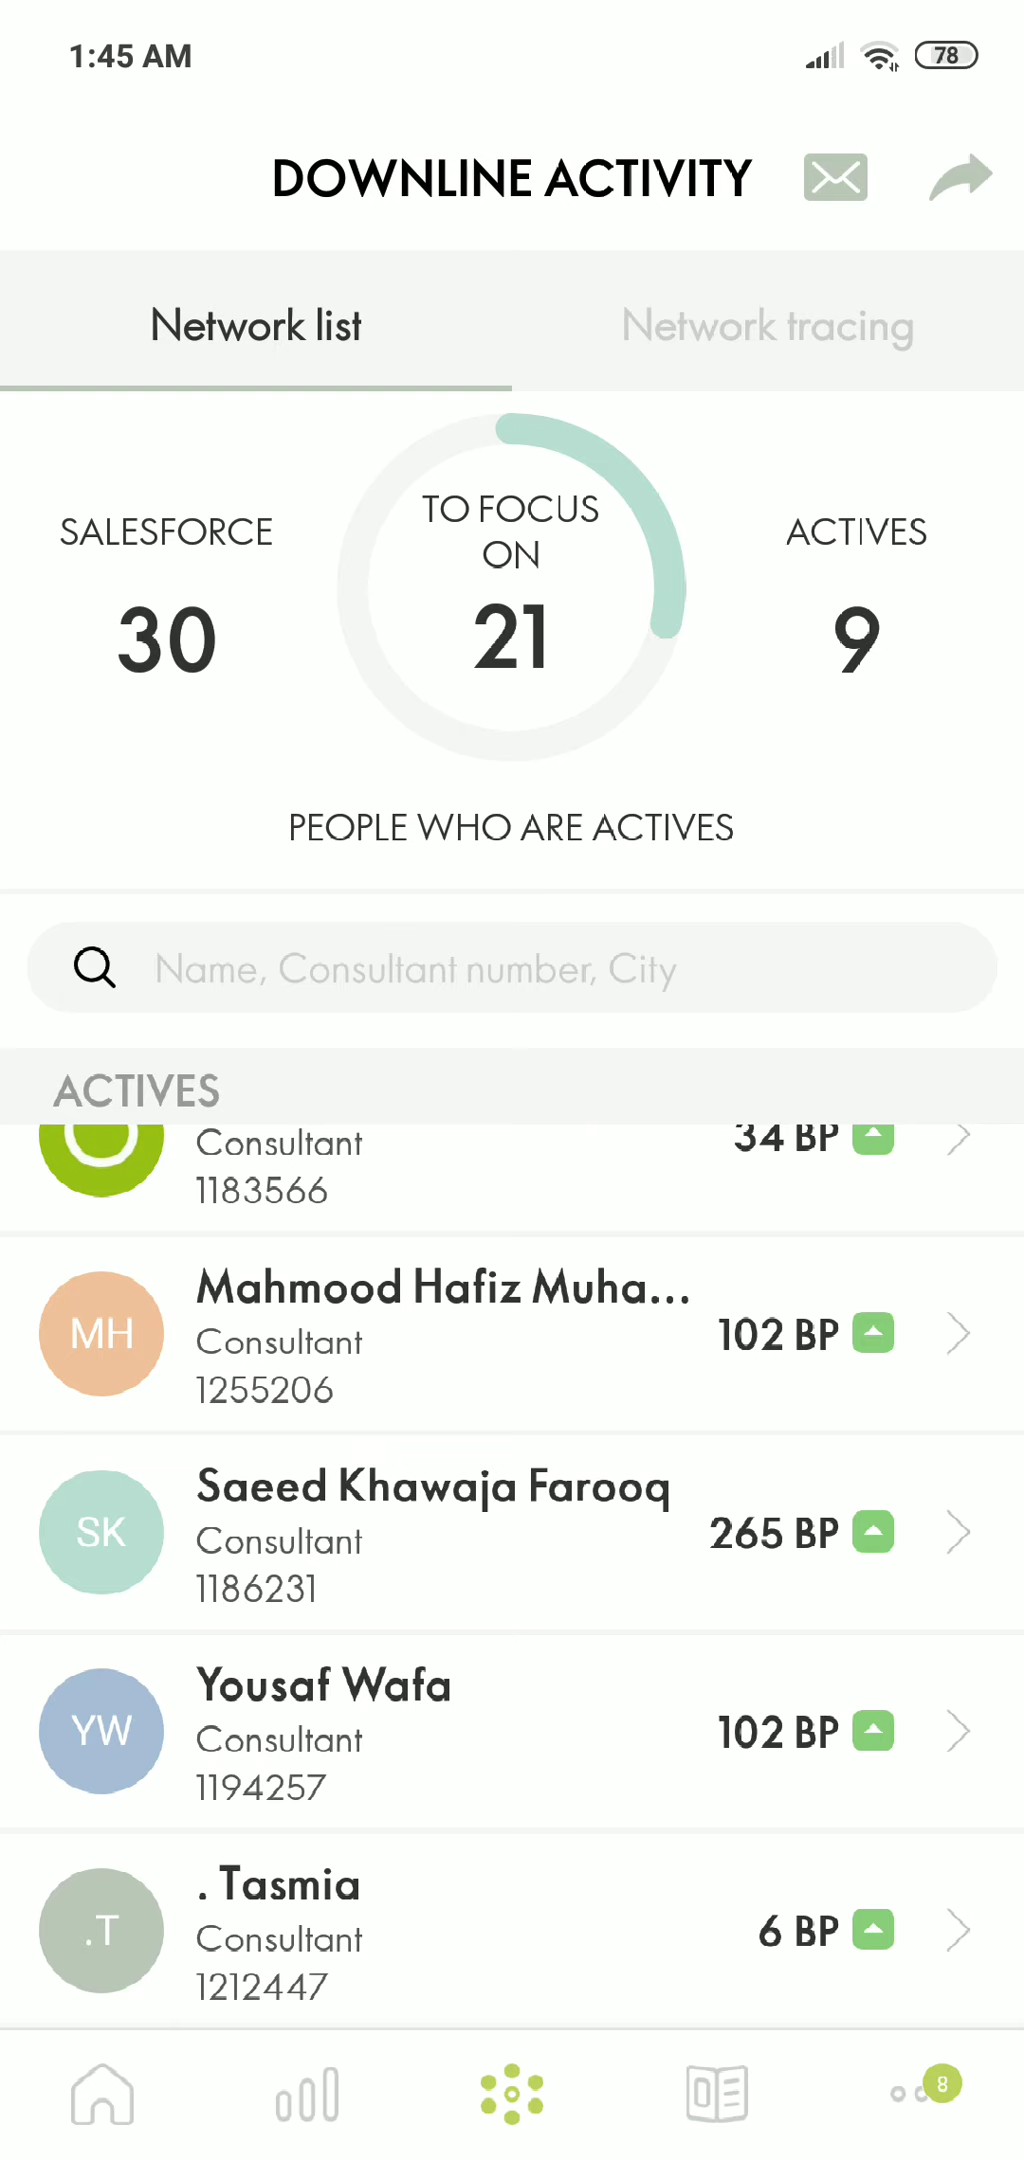 1:45 AM
78
DOWNLINE ACTIVITY
Network list
Network tracing
SALESFORCE
30
TO FOCUS
ON
21
ACTIVES
9
PEOPLE WHO ARE ACTIVES
Name, Consultant number, City
ACTIVES
Consultant
1183566
34 BP
MH
Mahmood Hafiz Muha...
Consultant
1255206
102 BP
SK
Saeed Khawaja Farooq
Consultant
1186231
265 BP
YW
Yousaf Wafa
Consultant
1194257
102 BP
.T
. Tasmia
Consultant
1212447
6 BP
8